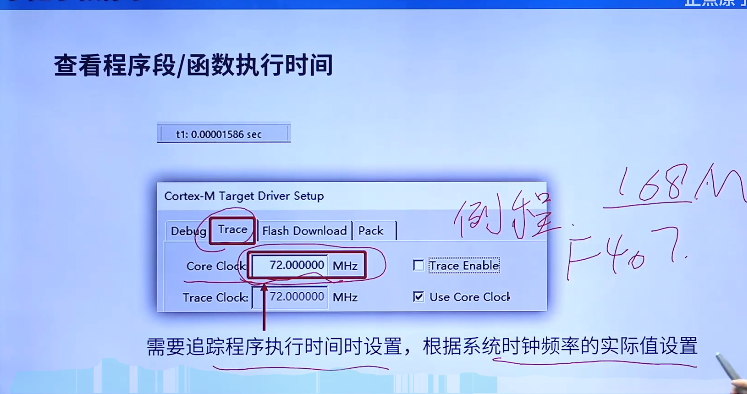 查看程序段/函数执行时间
t1: 0.00001586 sec
Cortex-M Target Driver Setup
Debug Trace Flash Download Pack
Core Clock: 72.000000 MHz Trace Enable
Trace Clock: 72.000000 MHz Use Core Clock
例程. 168M
F407.
需要追踪程序执行时间时设置，根据系统时钟频率的实际值设置